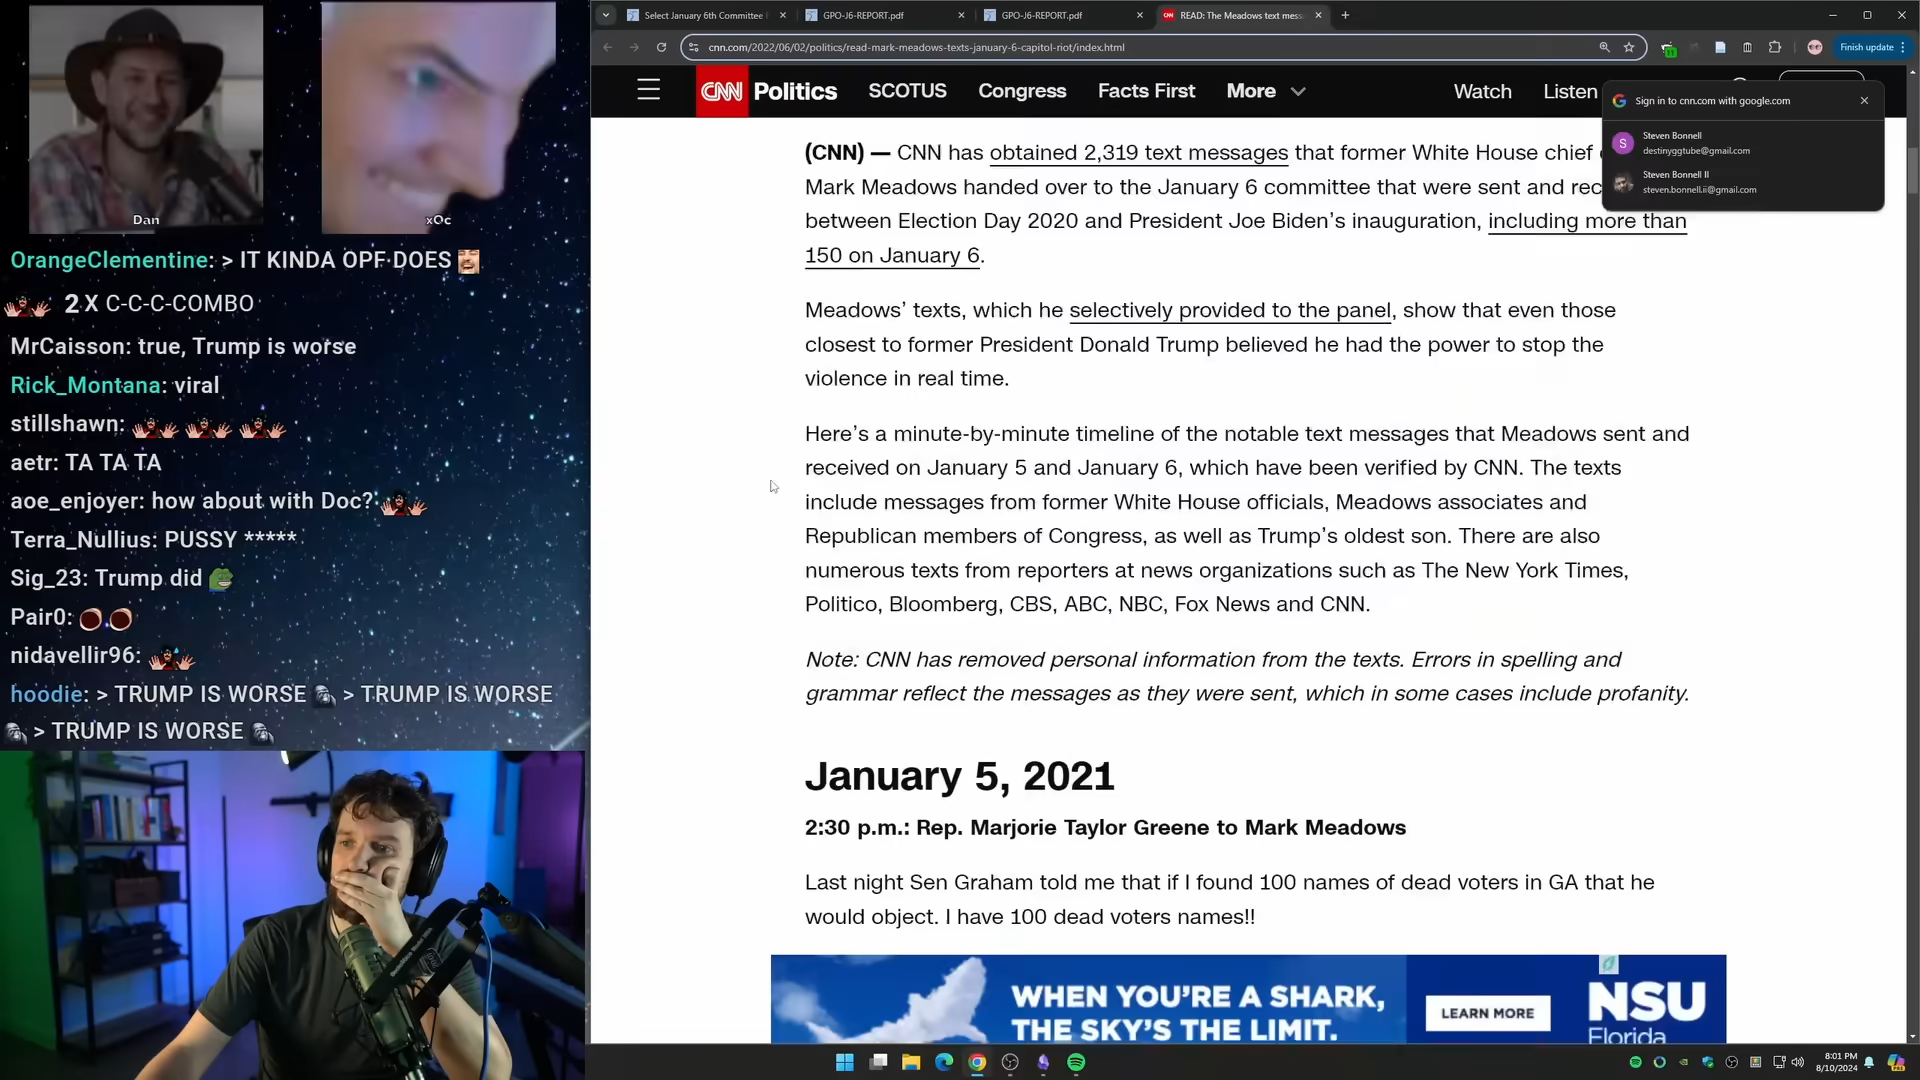 Dan
xQc
OrangeClementine: > IT KINDA OPF DOES
2 X C-C-C-COMBO
MrCaisson: true, Trump is worse
Rick_Montana: viral
stillshawn:
aetr: TA TA TA
aoe_enjoyer: how about with Doc?
Terra_Nullius: PUSSY *****
Sig_23: Trump did
Pair0:
nidavellir96:
hoodie: > TRUMP IS WORSE > TRUMP IS WORSE
> TRUMP IS WORSE
Select January 6th Committee
GPO-J6-REPORT.pdf
GPO-J6-REPORT.pdf
READ: The Meadows text mess
cnn.com/2022/06/02/politics/read-mark-meadows-texts-january-6-capitol-riot/index.html
11
Finish update
CNN Politics SCOTUS Congress Facts First More Watch Listen
Sign in to cnn.com with google.com
S
Steven Bonnell
destinyggtube@gmail.com
Steven Bonnell II
steven.bonnell.ii@gmail.com
(CNN) — CNN has obtained 2,319 text messages that former White House chief
Mark Meadows handed over to the January 6 committee that were sent and rec
between Election Day 2020 and President Joe Biden's inauguration, including more than
150 on January 6.
Meadows' texts, which he selectively provided to the panel, show that even those
closest to former President Donald Trump believed he had the power to stop the
violence in real time.
Here's a minute-by-minute timeline of the notable text messages that Meadows sent and
received on January 5 and January 6, which have been verified by CNN. The texts
include messages from former White House officials, Meadows associates and
Republican members of Congress, as well as Trump's oldest son. There are also
numerous texts from reporters at news organizations such as The New York Times,
Politico, Bloomberg, CBS, ABC, NBC, Fox News and CNN.
Note: CNN has removed personal information from the texts. Errors in spelling and
grammar reflect the messages as they were sent, which in some cases include profanity.
January 5, 2021
2:30 p.m.: Rep. Marjorie Taylor Greene to Mark Meadows
Last night Sen Graham told me that if I found 100 names of dead voters in GA that he
would object. I have 100 dead voters names!!
WHEN YOU'RE A SHARK,
THE SKY'S THE LIMIT.
LEARN MORE
NSU
Florida
8:01 PM
8/10/2024